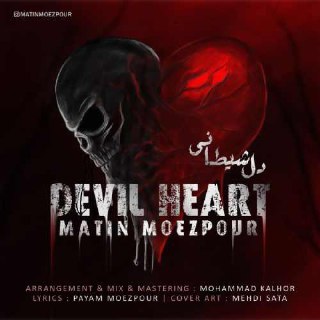 @MATINMOEZPOUR
دل شیطانی
DEVIL HEART
MATIN MOEZPOUR
ARRANGEMENT & MIX & MASTERING : MOHAMMAD KALHOR
LYRICS : PAYAM MOEZPOUR | COVER ART : MEHDI SATA